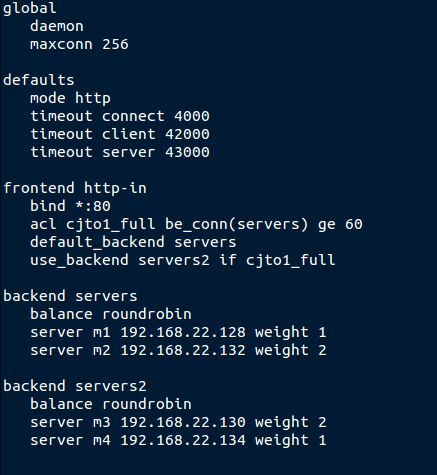 global
daemon
maxconn 256
defaults
mode http
timeout connect 4000
timeout client 42000
timeout server 43000
frontend http-in
bind *:80
acl cjto1_full be_conn(servers) ge 60
default_backend servers
use_backend servers2 if cjto1_full
backend servers
balance roundrobin
server m1 192.168.22.128 weight 1
server m2 192.168.22.132 weight 2
backend servers2
balance roundrobin
server m3 192.168.22.130 weight 2
server m4 192.168.22.134 weight 1